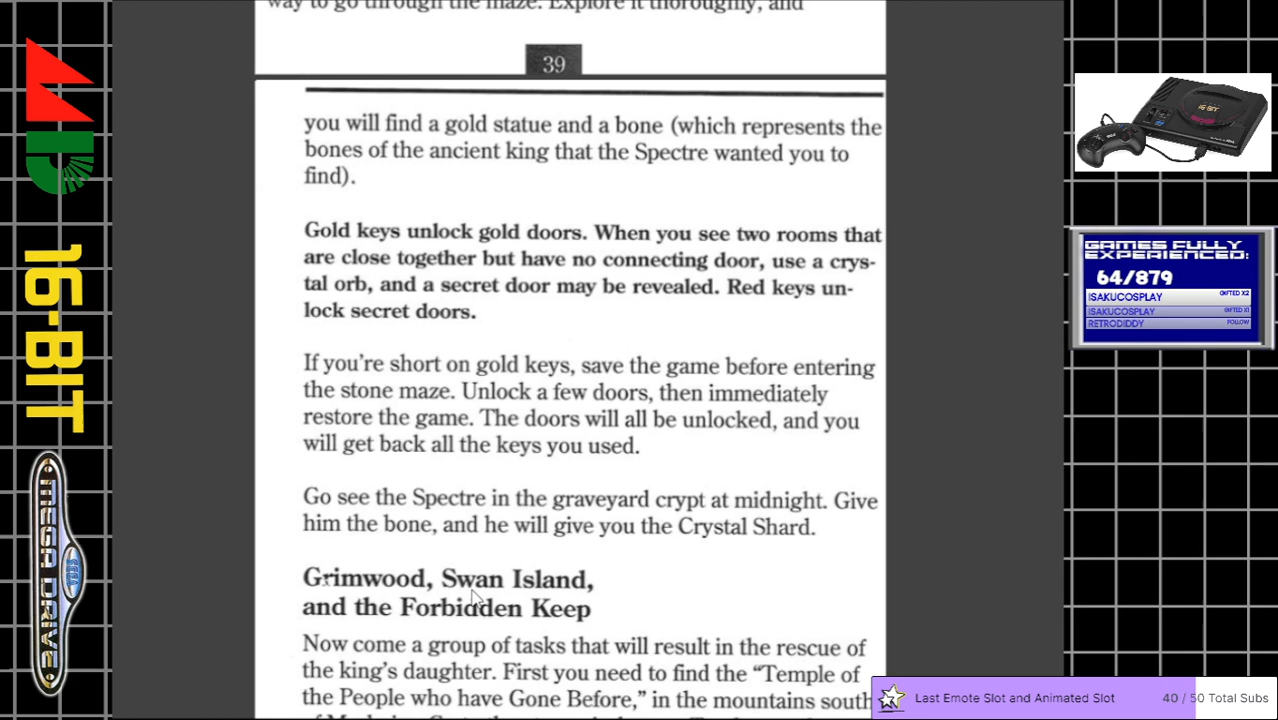 way to go through the maze. Explore it thoroughly, and
39
you will find a gold statue and a bone (which represents the
bones of the ancient king that the Spectre wanted you to
find).
Gold keys unlock gold doors. When you see two rooms that
are close together but have no connecting door, use a crys-
tal orb, and a secret door may be revealed. Red keys un-
lock secret doors.
If you're short on gold keys, save the game before entering
the stone maze. Unlock a few doors, then immediately
restore the game. The doors will all be unlocked, and you
will get back all the keys you used.
Go see the Spectre in the graveyard crypt at midnight. Give
him the bone, and he will give you the Crystal Shard.
Grimwood, Swan Island,
and the Forbidden Keep
Now come a group of tasks that will result in the rescue of
the king's daughter. First you need to find the "Temple of
the People who have Gone Before," in the mountains south
MD
16-BIT
MEGA DRIVE
16-BIT
GAMES FULLY
EXPERIENCED:
64/879
ISAKUCOSPLAY GIFTED X2
ISAKUCOSPLAY GIFTED X1
RETRODIDDY FOLLOW
Last Emote Slot and Animated Slot 40 / 50 Total Subs